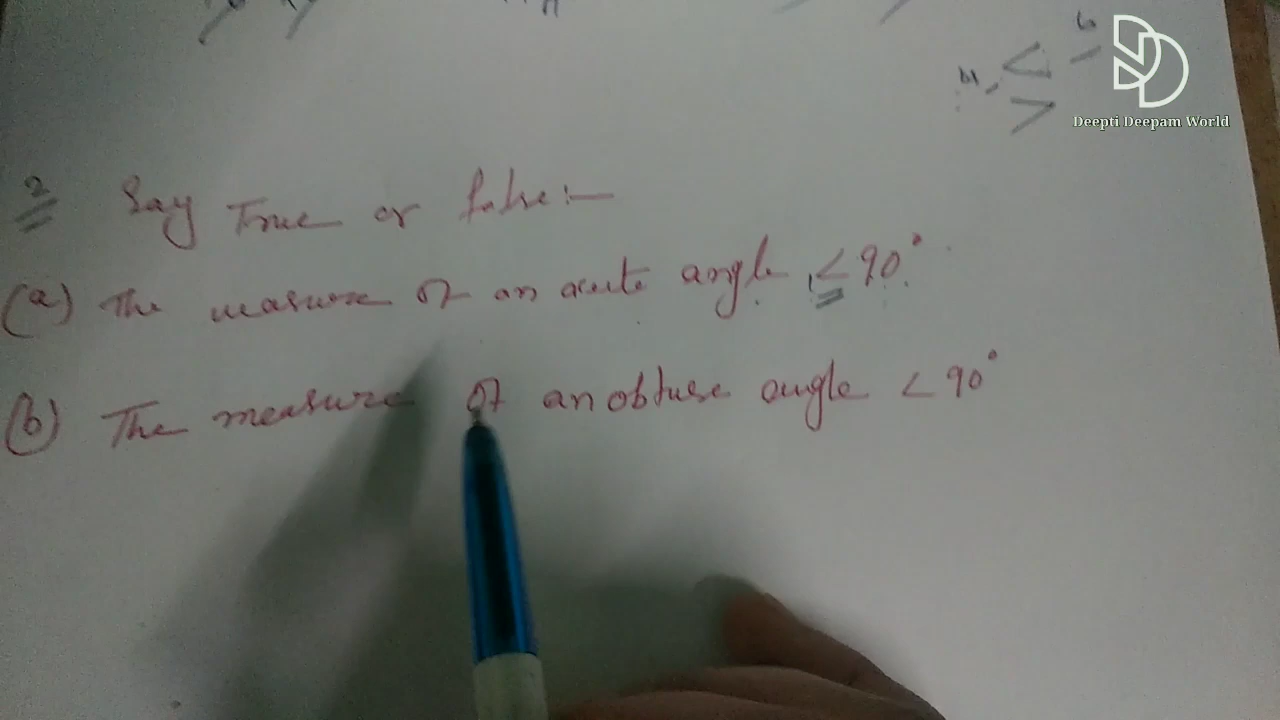 Deepti Deepam World
2 Say True or false:-
(a) The measure of an acute angle < 90°
(b) The measure of an obtuse angle < 90°